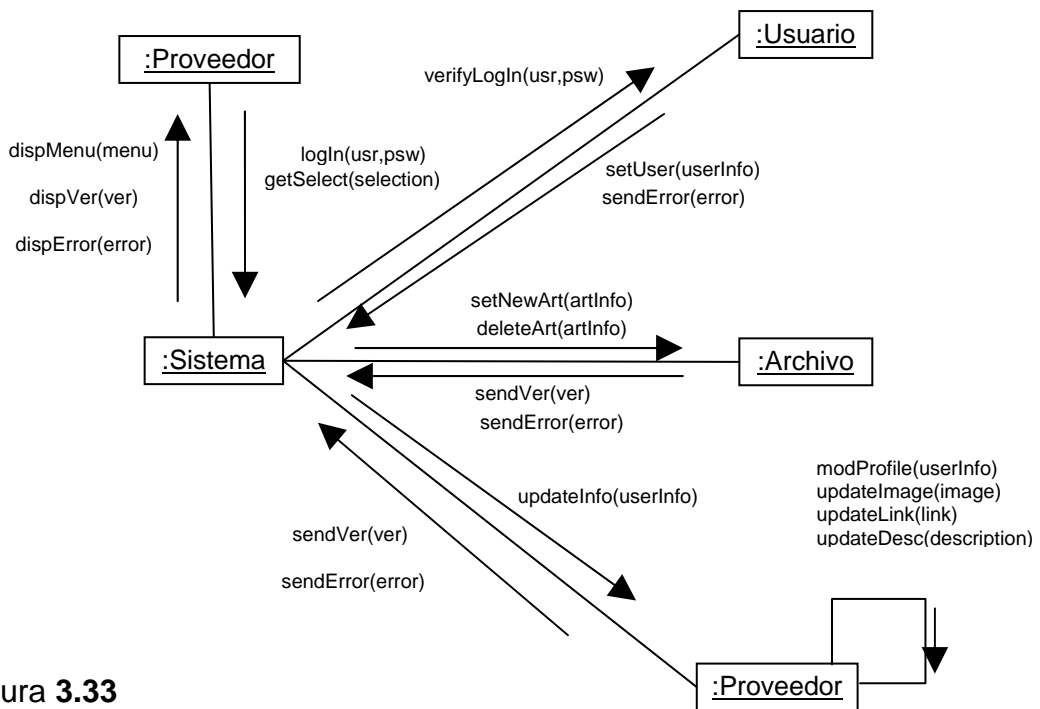 :Usuario
:Proveedor
verifyLogIn(usr,psw)
dispMenu(menu)
logIn(usr,psw)
getSelect(selection)
setUser(userInfo)
sendError(error)
dispVer(ver)
dispError(error)
setNewArt(artInfo)
deleteArt(artInfo)
:Sistema
:Archivo
sendVer(ver)
sendError(error)
modProfile(userInfo)
updateImage(image)
updateLink(link)
updateDesc(description)
updateInfo(userInfo)
sendVer(ver)
sendError(error)
:Proveedor
ura 3.33